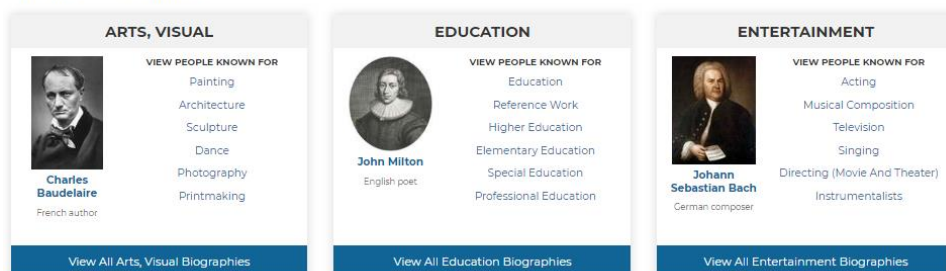 ARTS, VISUAL
VIEW PEOPLE KNOWN FOR
Painting
Architecture
Sculpture
Dance
Photography
Printmaking
Charles
Baudelaire
French author
View All Arts, Visual Biographies
EDUCATION
VIEW PEOPLE KNOWN FOR
Education
Reference Work
Higher Education
Elementary Education
Special Education
Professional Education
John Milton
English poet
View All Education Biographies
ENTERTAINMENT
VIEW PEOPLE KNOWN FOR
Acting
Musical Composition
Television
Singing
Directing (Movie And Theater)
Instrumentalists
Johann
Sebastian Bach
German composer
View All Entertainment Biographies